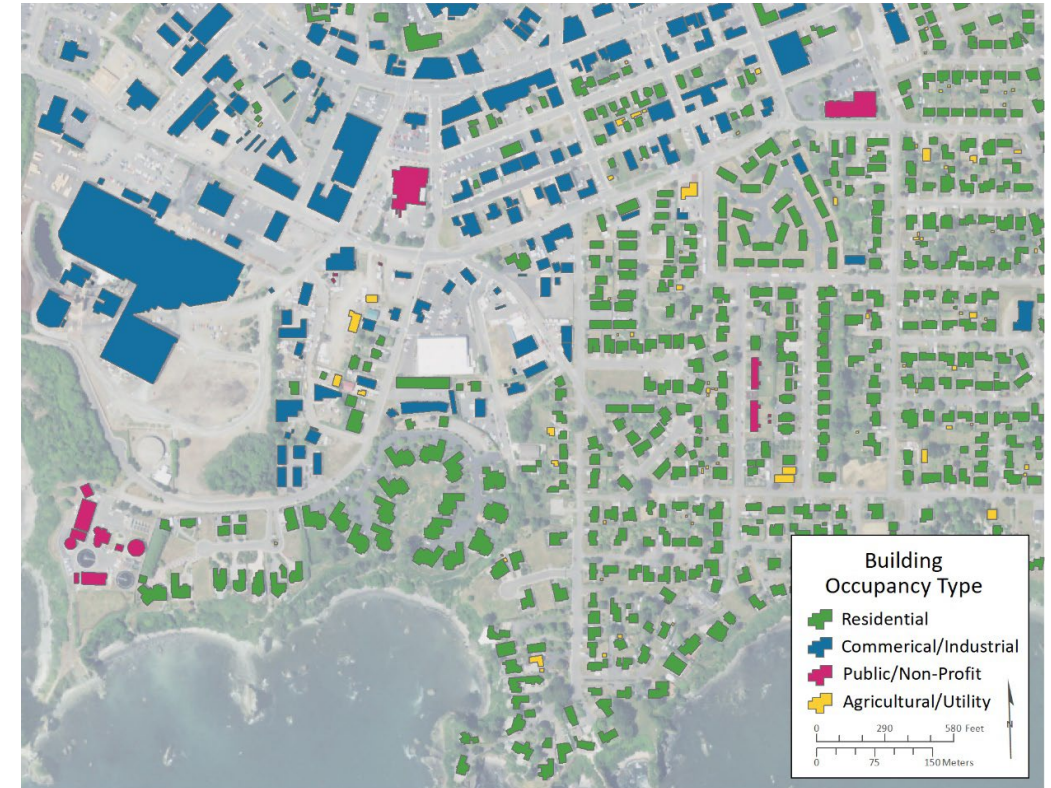 Building
Occupancy Type
Residential
Commerical/Industrial
Public/Non-Profit
Agricultural/Utility
0 290 580 Feet
N
0 75 150 Meters